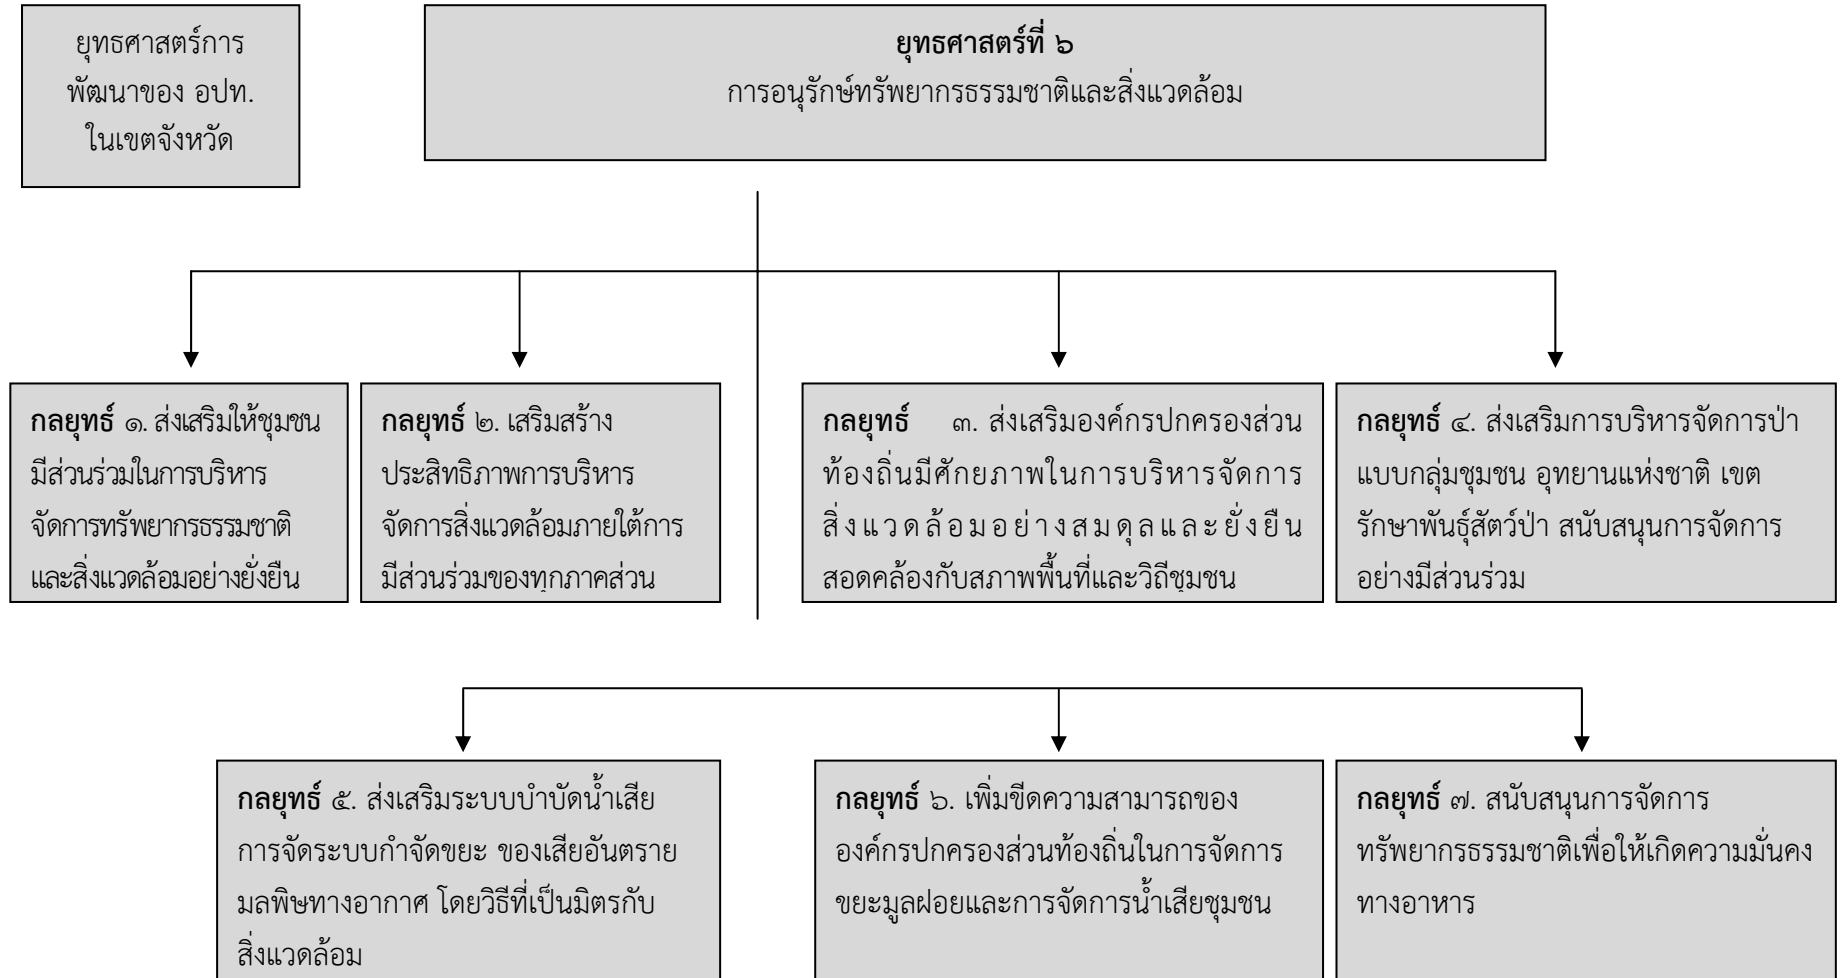 ยุทธศาสตร์การ
พัฒนาของ อปท.
ในเขตจังหวัด
ยุทธศาสตร์ที่ ๖
การอนุรักษ์ทรัพยากรธรรมชาติและสิ่งแวดล้อม
กลยุทธ์ ๑. ส่งเสริมให้ชุมชน
มีส่วนร่วมในการบริหาร
จัดการทรัพยากรธรรมชาติ
และสิ่งแวดล้อมอย่างยั่งยืน
กลยุทธ์ ๒. เสริมสร้าง
ประสิทธิภาพการบริหาร
จัดการสิ่งแวดล้อมภายใต้การ
มีส่วนร่วมของทุกภาคส่วน
กลยุทธ์ ๓. ส่งเสริมองค์กรปกครองส่วน
ท้องถิ่นมีศักยภาพในการบริหารจัดการ
สิ่งแวดล้อมอย่างสมดุลและยั่งยืน
สอดคล้องกับสภาพพื้นที่และวิถีชุมชน
กลยุทธ์ ๔. ส่งเสริมการบริหารจัดการป่า
แบบกลุ่มชุมชน อุทยานแห่งชาติ เขต
รักษาพันธุ์สัตว์ป่า สนับสนุนการจัดการ
อย่างมีส่วนร่วม
กลยุทธ์ ๕. ส่งเสริมระบบบำบัดน้ำเสีย
การจัดระบบกำจัดขยะ ของเสียอันตราย
มลพิษทางอากาศ โดยวิธีที่เป็นมิตรกับ
สิ่งแวดล้อม
กลยุทธ์ ๖. เพิ่มขีดความสามารถของ
องค์กรปกครองส่วนท้องถิ่นในการจัดการ
ขยะมูลฝอยและการจัดการน้ำเสียชุมชน
กลยุทธ์ ๗. สนับสนุนการจัดการ
ทรัพยากรธรรมชาติเพื่อให้เกิดความมั่นคง
ทางอาหาร